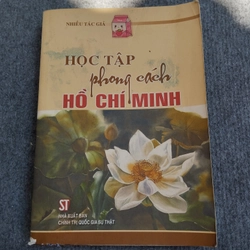 NHIỀU TÁC GIẢ
HỌC TẬP
phong cách
HỒ CHÍ MINH
ST
NHÀ XUẤT BẢN
CHÍNH TRỊ QUỐC GIA SỰ THẬT